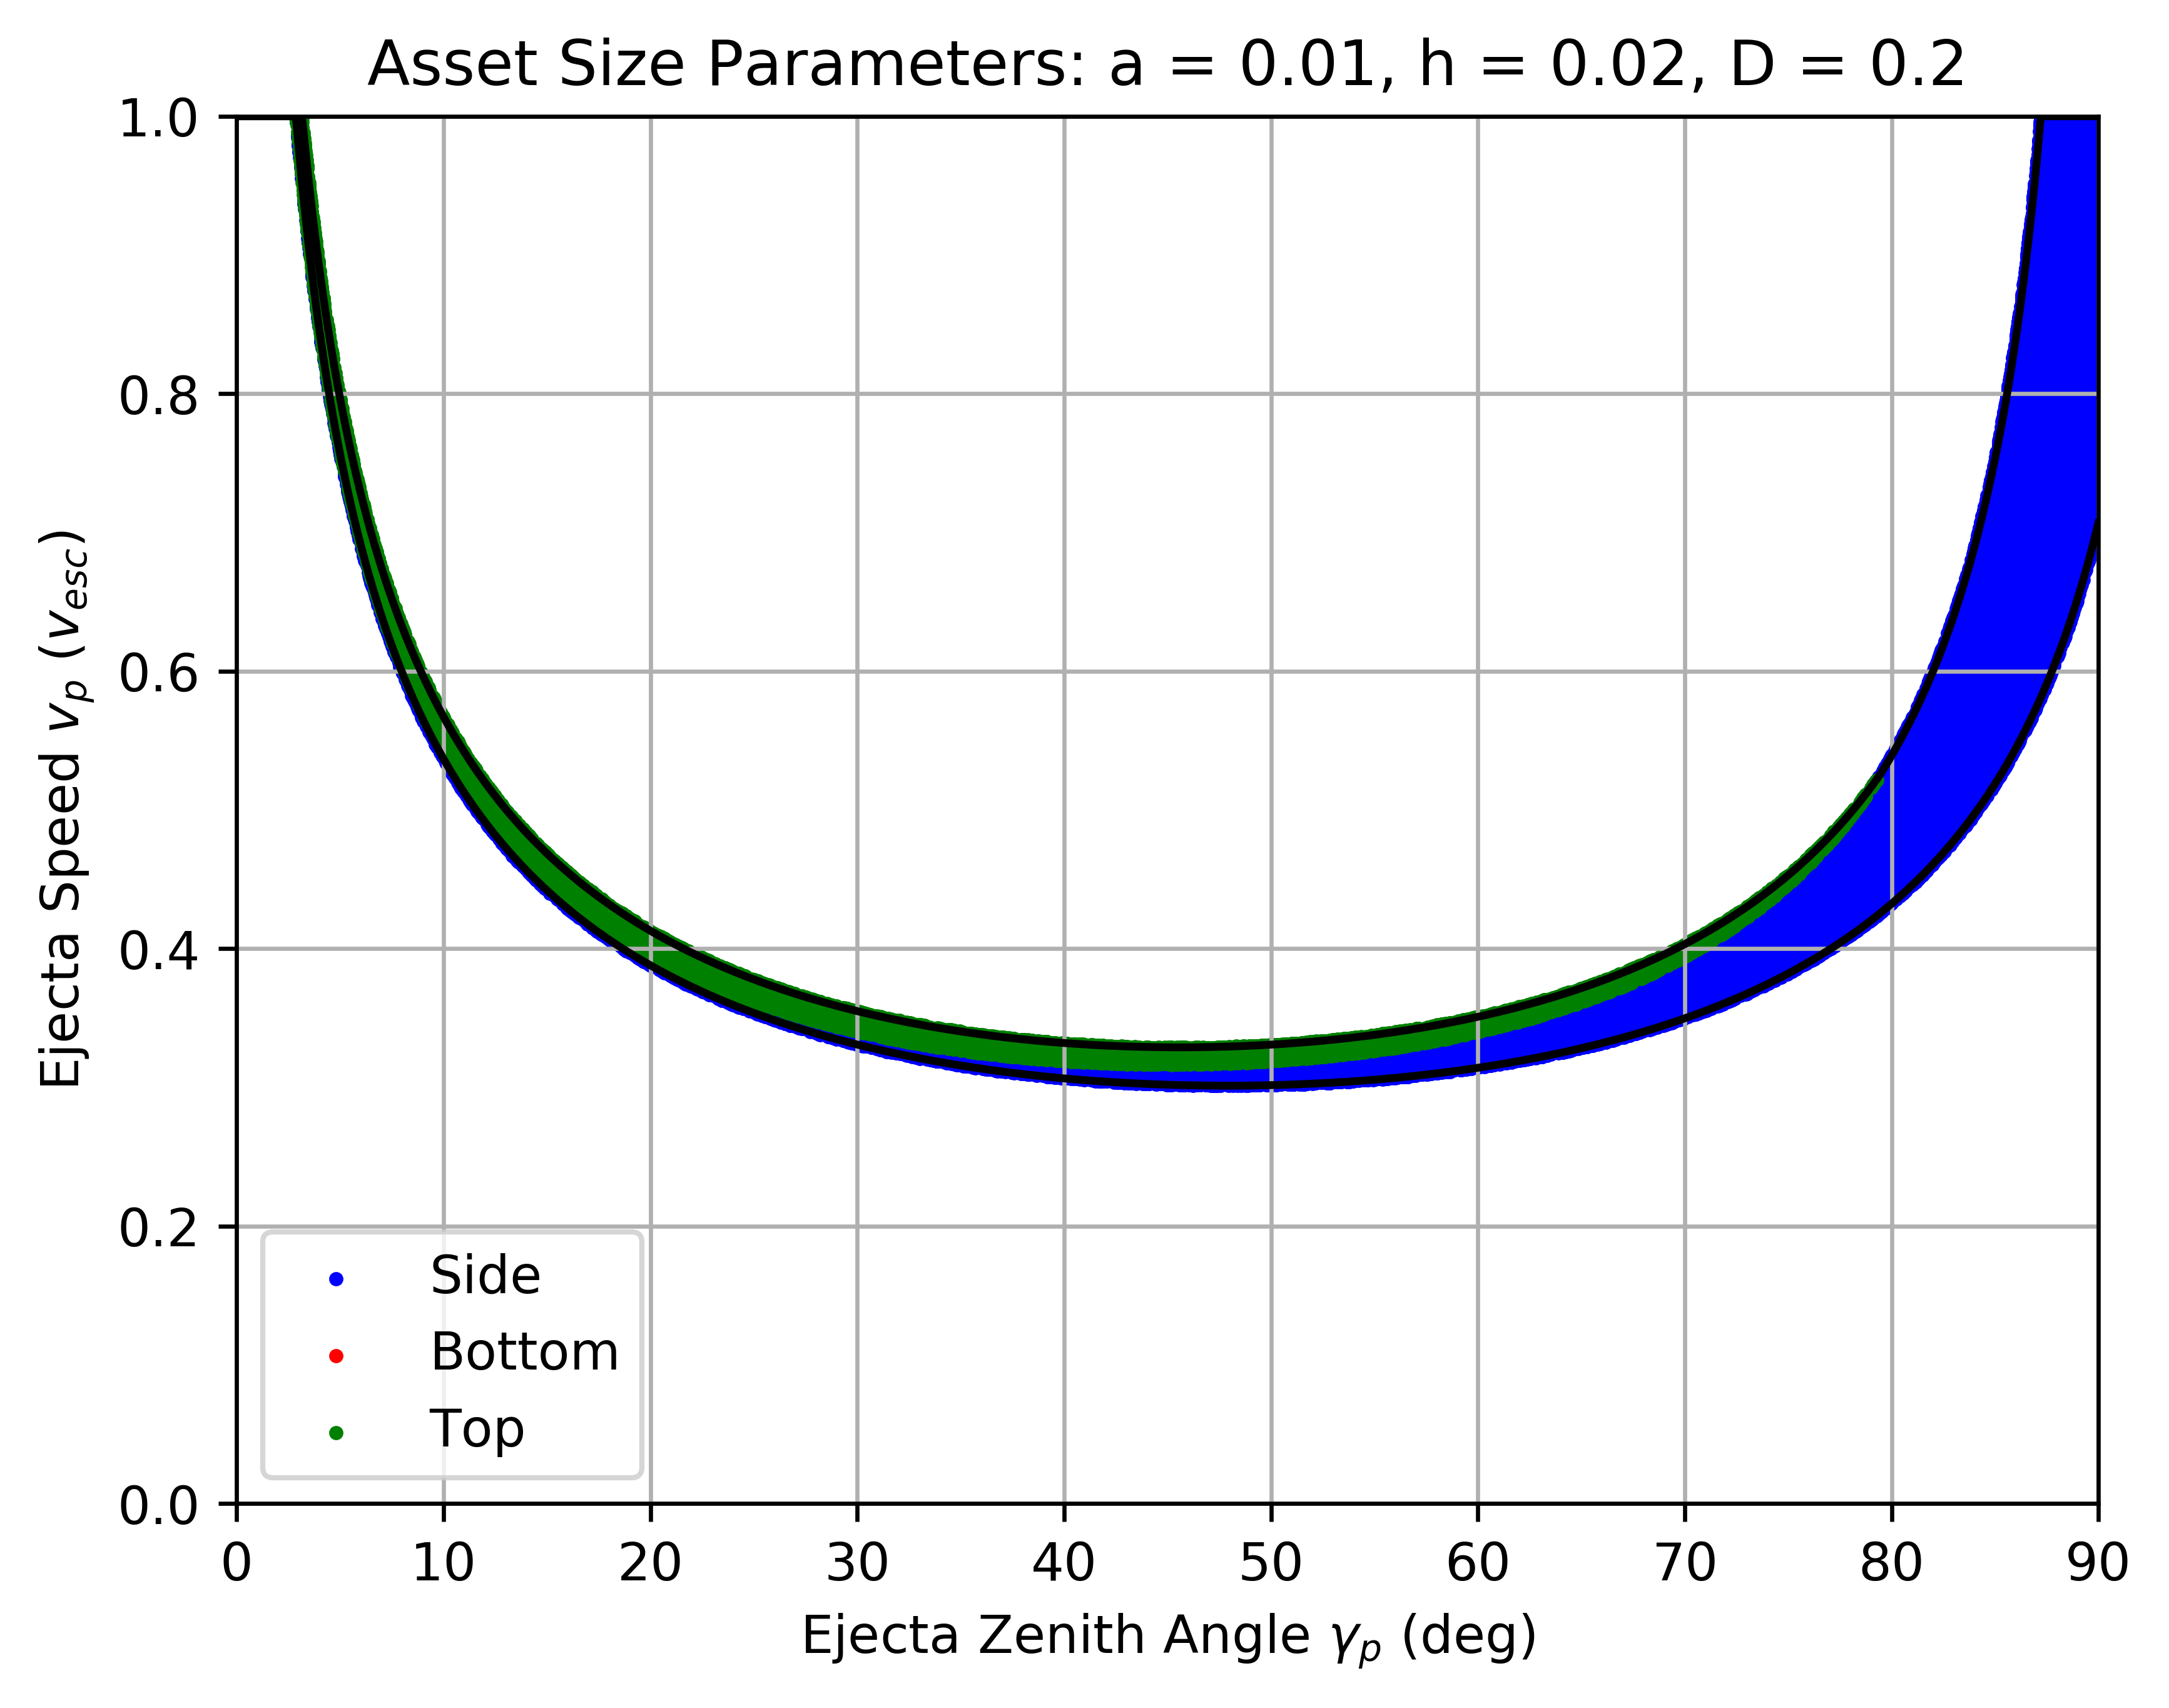 Asset Size Parameters: a = 0.01, h = 0.02, D = 0.2
1.0
0.8
0.6
0.4
0.2
0.0
Ejecta Speed v_p (v_esc)
Side
Bottom
Top
0 10 20 30 40 50 60 70 80 90
Ejecta Zenith Angle γ_p (deg)